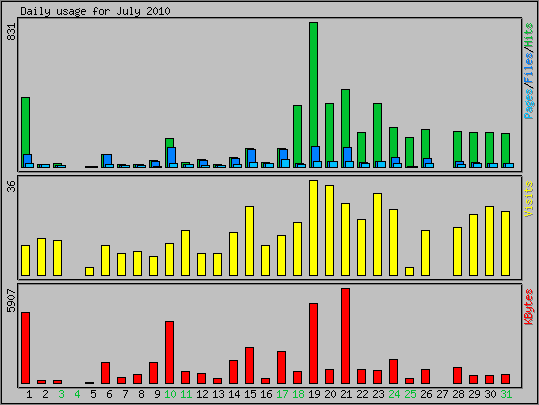 Daily usage for July 2010
831
Pages/Files/Hits
36
Visits
5907
KBytes
1 2 3 4 5 6 7 8 9 10 11 12 13 14 15 16 17 18 19 20 21 22 23 24 25 26 27 28 29 30 31